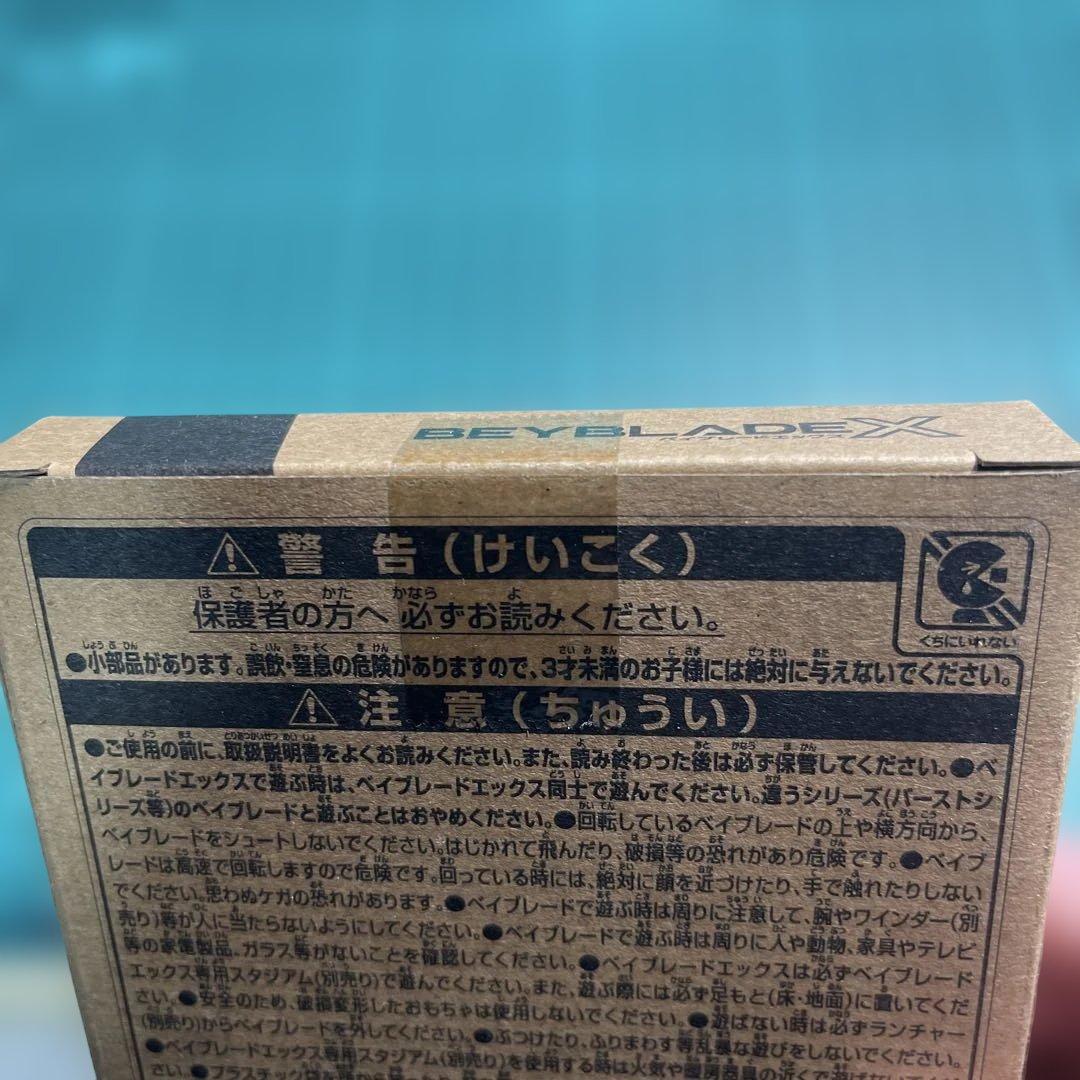 BEYBLADE X
警告(けいこく)
保護者の方へ 必ずお読みください。
くちにいれない
●小部品があります。誤飲・窒息の危険がありますので、3才未満のお子様には絶対に与えないでください。
注意(ちゅうい)
●ご使用の前に、取扱説明書をよくお読みください。また、読み終わった後は必ず保管してください。●ベ
イブレードエックスで遊ぶ時は、ベイブレードエックス同士で遊んでください。違うシリーズ(バーストシ
リーズ等)のベイブレードと遊ぶことはおやめください。●回転しているベイブレードの上や横方向から、
ベイブレードをシュートしないでください。はじかれて飛んだり、破損等の恐れがあり危険です。●ベイブ
レードは高速で回転しますので危険です。回っている時には、絶対に顔を近づけたり、手で触れたりしない
でください。思わぬケガの恐れがあります。●ベイブレードで遊ぶ時は周りに注意して、腕やワインダー(別
売り)等が人に当たらないようにしてください。●ベイブレードで遊ぶ時は周りに人や動物、家具やテレビ
等の家電製品、ガラス等がないことを確認してください。●ベイブレードエックスは必ずベイブレード
エックス専用スタジアム(別売り)で遊んでください。また、遊ぶ際には必ず足もと(床・地面)に置いてくだ
さい。●安全のため、破損変形したおもちゃは使用しないでください。●遊ばない時は必ずランチャー
(別売り)からベイブレードを外してください。●ぶつけたり、ふりまわす等乱暴な遊びをしないでください。
●ベイブレードエックス専用スタジアム(別売り)を使用する時は火気や暖房器具の近くで遊ばな
さい。●プラスチック袋を